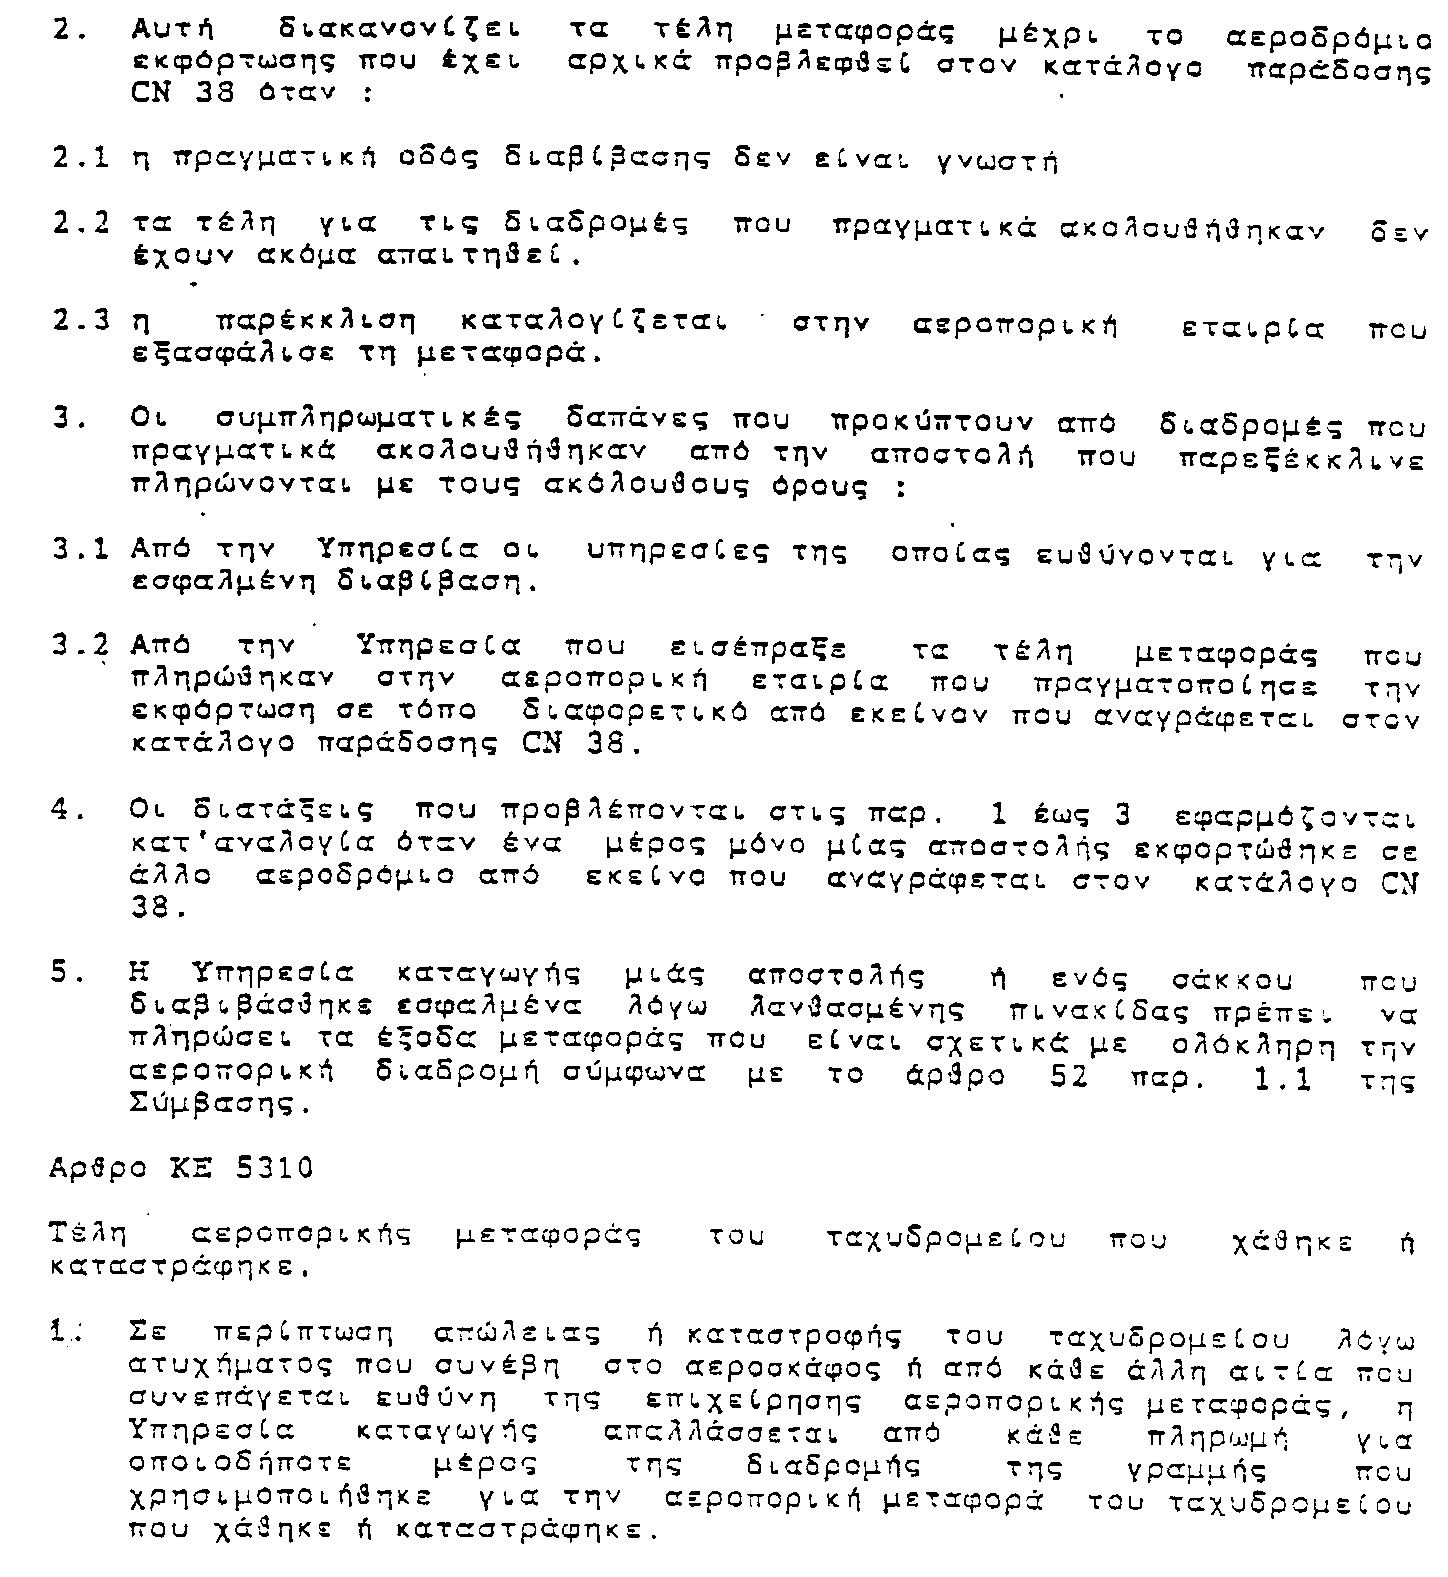 2. Αυτή διακανονίζει τα τέλη μεταφοράς μέχρι το αεροδρόμιο
εκφόρτωσης που έχει αρχικά προβλεφθεί στον κατάλογο παράδοσης
CN 38 όταν :
2.1 η πραγματική οδός διαβίβασης δεν είναι γνωστή
2.2 τα τέλη για τις διαδρομές που πραγματικά ακολουθήθηκαν δεν
έχουν ακόμα απαιτηθεί.
2.3 η παρέκκλιση καταλογίζεται στην αεροπορική εταιρία που
εξασφάλισε τη μεταφορά.
3. Οι συμπληρωματικές δαπάνες που προκύπτουν από διαδρομές που
πραγματικά ακολουθήθηκαν από την αποστολή που παρεξέκκλινε
πληρώνονται με τους ακόλουθους όρους :
3.1 Από την Υπηρεσία οι υπηρεσίες της οποίας ευθύνονται για την
εσφαλμένη διαβίβαση.
3.2 Από την Υπηρεσία που εισέπραξε τα τέλη μεταφοράς που
πληρώθηκαν στην αεροπορική εταιρία που πραγματοποίησε την
εκφόρτωση σε τόπο διαφορετικό από εκείνον που αναγράφεται στον
κατάλογο παράδοσης CN 38.
4. Οι διατάξεις που προβλέπονται στις παρ. 1 έως 3 εφαρμόζονται
κατ'αναλογία όταν ένα μέρος μόνο μίας αποστολής εκφορτώθηκε σε
άλλο αεροδρόμιο από εκείνο που αναγράφεται στον κατάλογο CN
38.
5. Η Υπηρεσία καταγωγής μιάς αποστολής ή ενός σάκκου που
διαβιβάσθηκε εσφαλμένα λόγω λανθασμένης πινακίδας πρέπει να
πληρώσει τα έξοδα μεταφοράς που είναι σχετικά με ολόκληρη την
αεροπορική διαδρομή σύμφωνα με το άρθρο 52 παρ. 1.1 της
Σύμβασης.
Αρθρο ΚΞ 5310
Τέλη αεροπορικής μεταφοράς του ταχυδρομείου που χάθηκε ή
καταστράφηκε.
1. Σε περίπτωση απώλειας ή καταστροφής του ταχυδρομείου λόγω
ατυχήματος που συνέβη στο αεροσκάφος ή από κάθε άλλη αιτία που
συνεπάγεται ευθύνη της επιχείρησης αεροπορικής μεταφοράς, η
Υπηρεσία καταγωγής απαλλάσσεται από κάθε πληρωμή για
οποιοδήποτε μέρος της διαδρομής της γραμμής που
χρησιμοποιήθηκε για την αεροπορική μεταφορά του ταχυδρομείου
που χάθηκε ή καταστράφηκε.